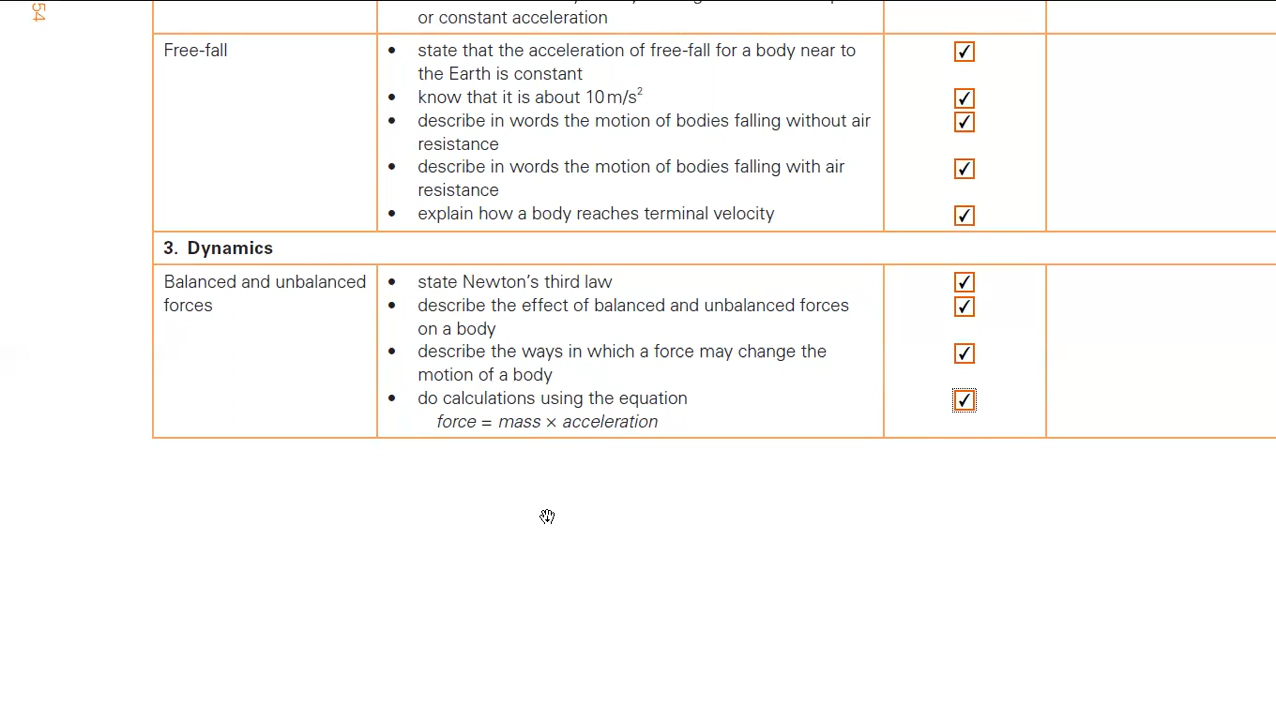 54
or constant acceleration
Free-fall
• state that the acceleration of free-fall for a body near to
the Earth is constant
• know that it is about 10 m/s²
• describe in words the motion of bodies falling without air
resistance
• describe in words the motion of bodies falling with air
resistance
• explain how a body reaches terminal velocity
3. Dynamics
Balanced and unbalanced
forces
• state Newton's third law
• describe the effect of balanced and unbalanced forces
on a body
• describe the ways in which a force may change the
motion of a body
• do calculations using the equation
force = mass × acceleration